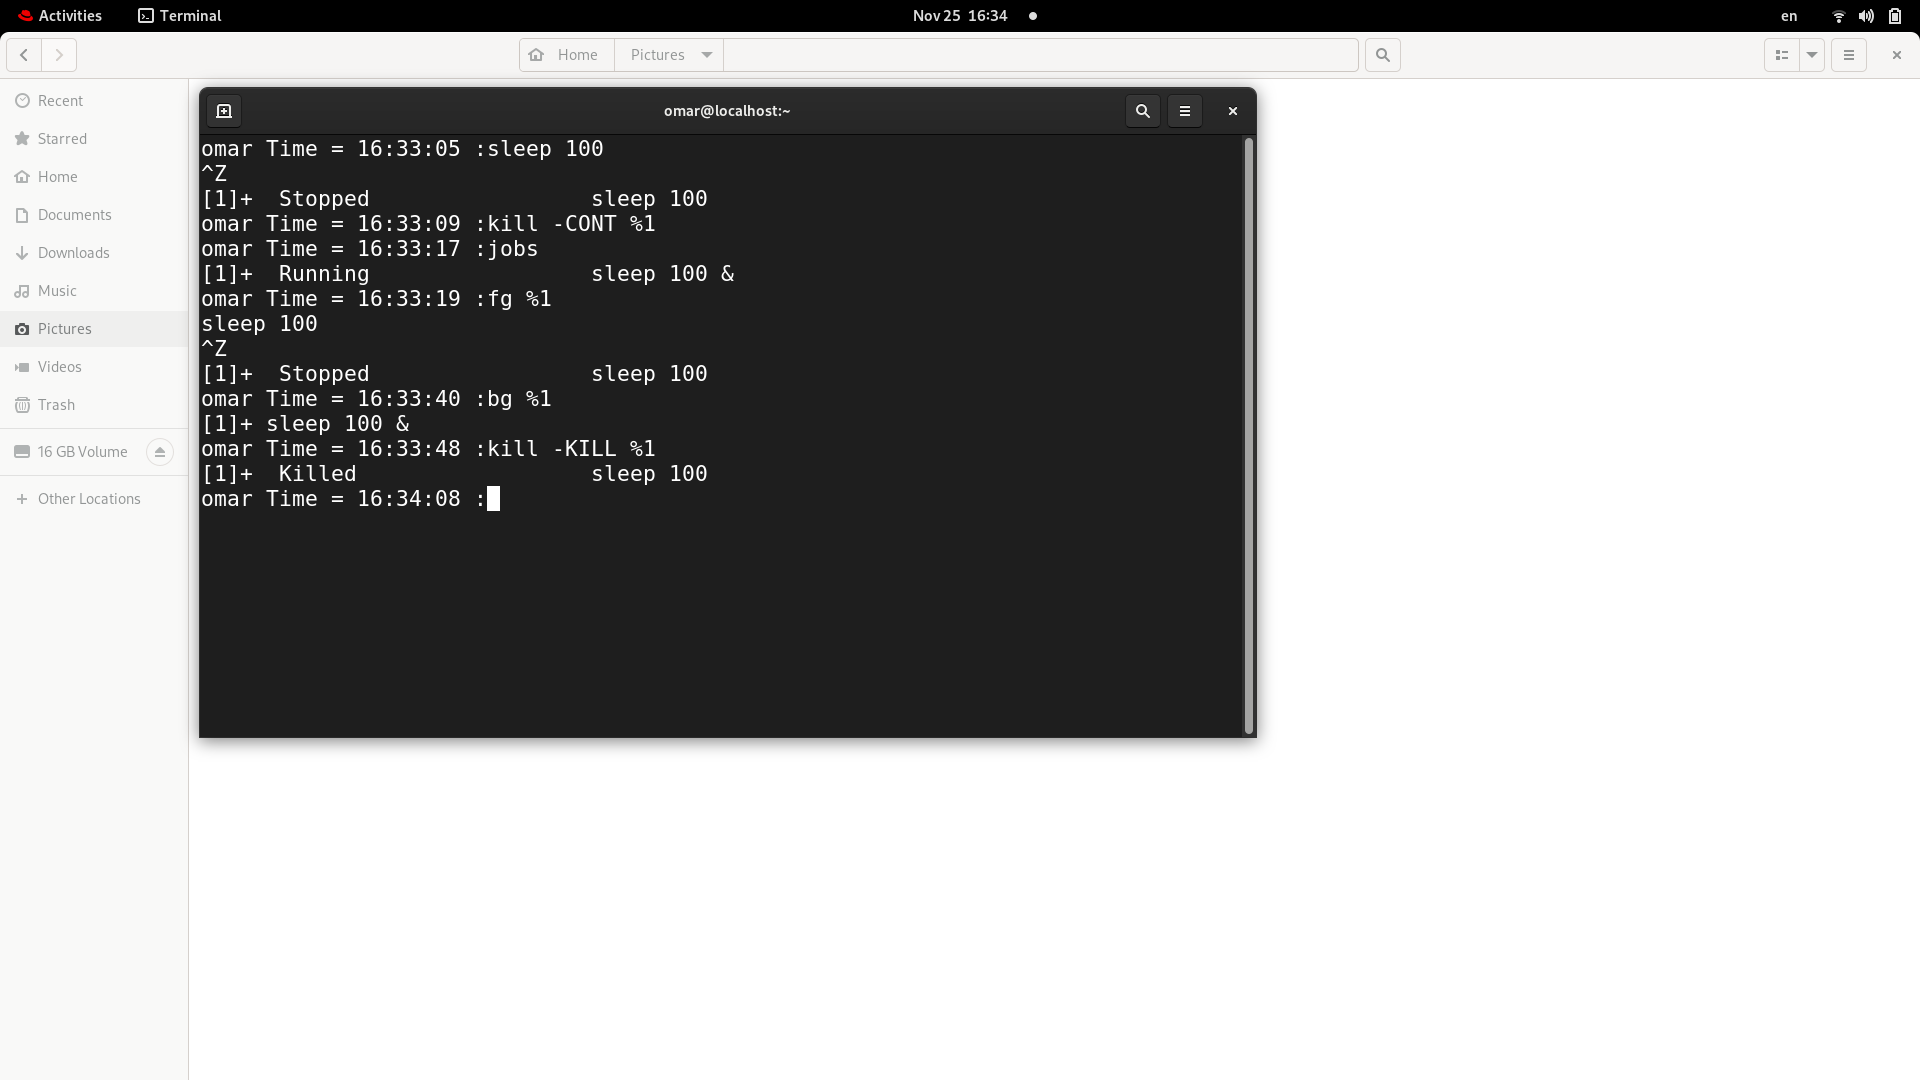 Activities Terminal Nov 25 16:34 en
Home Pictures
Recent
Starred
Home
Documents
Downloads
Music
Pictures
Videos
Trash
16 GB Volume
Other Locations
omar@localhost:~
omar Time = 16:33:05 :sleep 100
^Z
[1]+  Stopped                 sleep 100
omar Time = 16:33:09 :kill -CONT %1
omar Time = 16:33:17 :jobs
[1]+  Running                 sleep 100 &
omar Time = 16:33:19 :fg %1
sleep 100
^Z
[1]+  Stopped                 sleep 100
omar Time = 16:33:40 :bg %1
[1]+ sleep 100 &
omar Time = 16:33:48 :kill -KILL %1
[1]+  Killed                  sleep 100
omar Time = 16:34:08 :